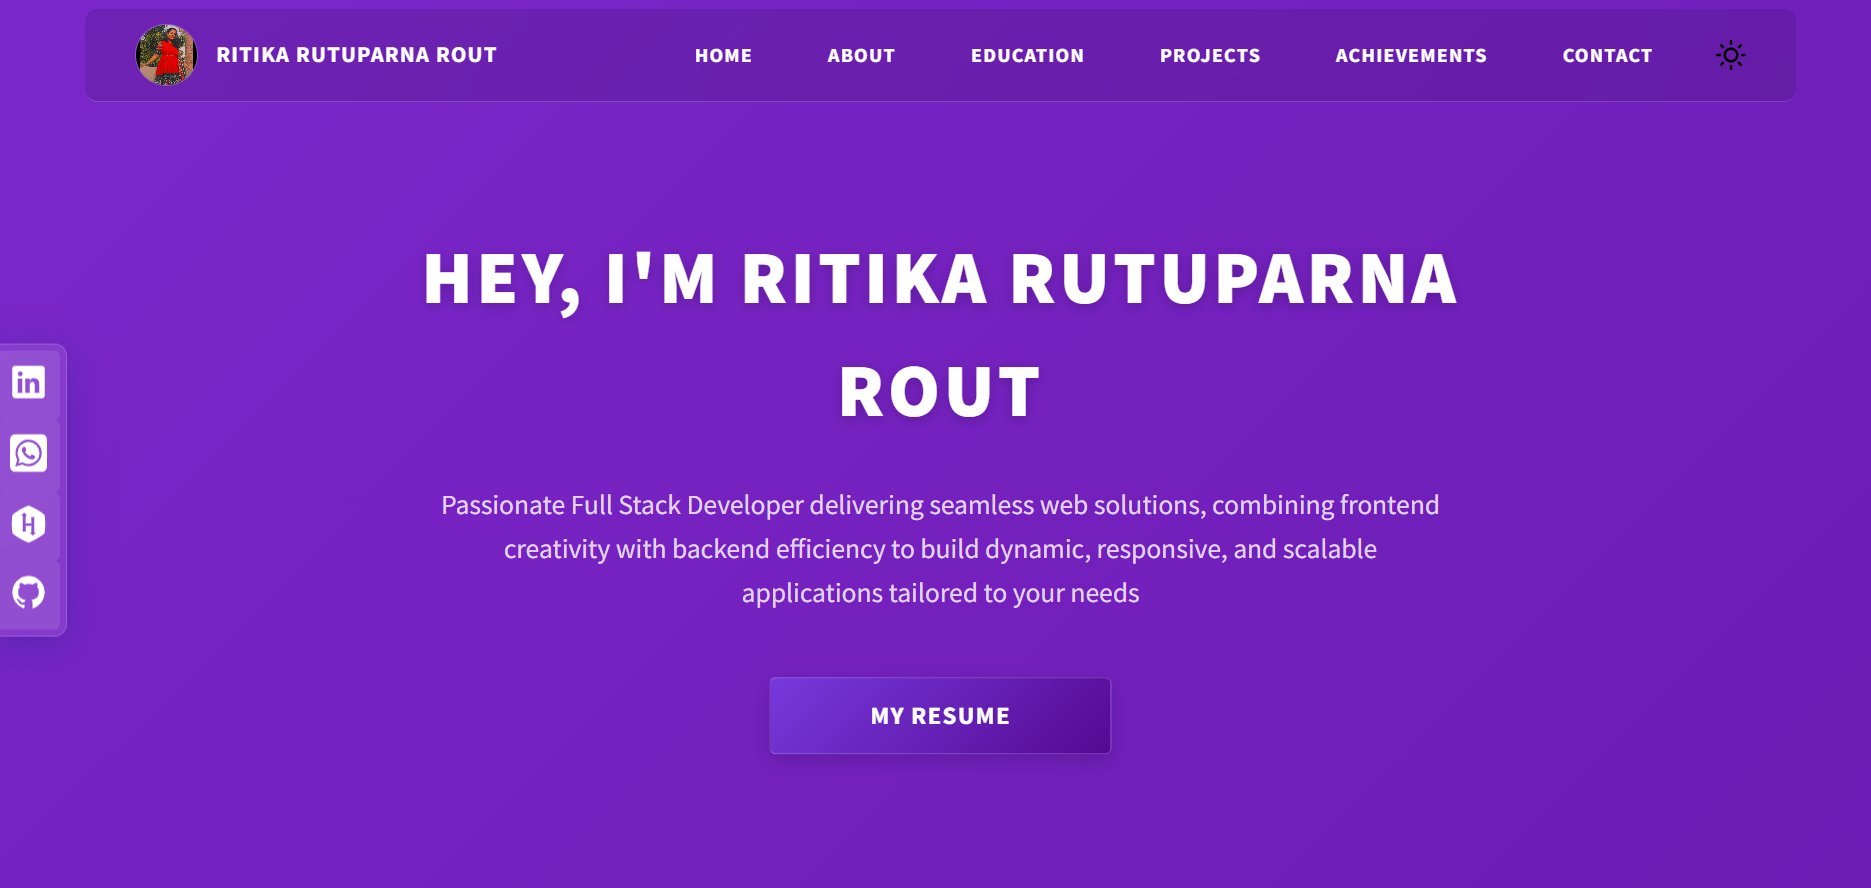 RITIKA RUTUPARNA ROUT
HOME
ABOUT
EDUCATION
PROJECTS
ACHIEVEMENTS
CONTACT
HEY, I'M RITIKA RUTUPARNA
ROUT
in
H
Passionate Full Stack Developer delivering seamless web solutions, combining frontend
creativity with backend efficiency to build dynamic, responsive, and scalable
applications tailored to your needs
MY RESUME